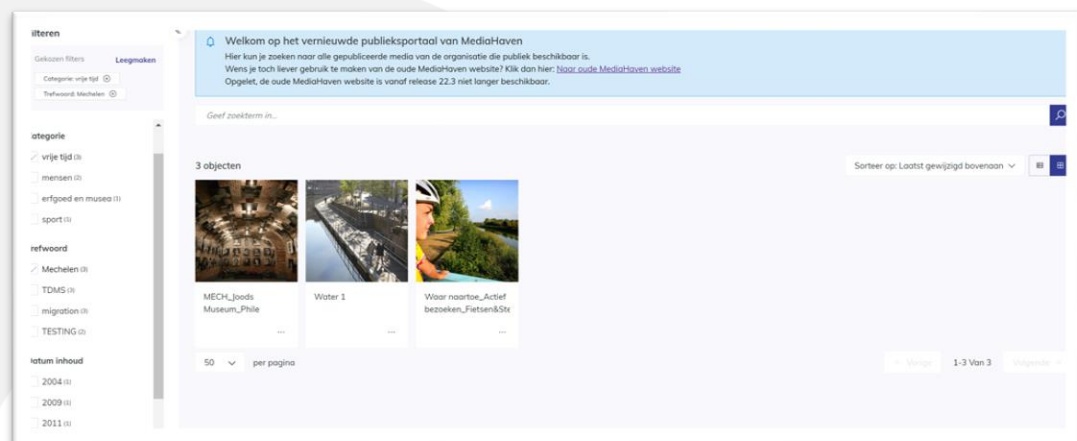 ilteren
Gekozen filters Leegmaken
Categorie: vrije tijd
Trefwoord: Mechelen
ategorie
vrije tijd (3)
mensen (2)
erfgoed en musea (1)
sport (1)
refwoord
Mechelen (3)
TDMS (3)
migration (3)
TESTING (2)
atum inhoud
2004 (1)
2009 (1)
2011 (1)
Welkom op het vernieuwde publieksportaal van MediaHaven
Hier kun je zoeken naar alle gepubliceerde media van de organisatie die publiek beschikbaar is.
Wens je toch liever gebruik te maken van de oude MediaHaven website? Klik dan hier: Naar oude MediaHaven website
Opgelet, de oude MediaHaven website is vanaf release 22.3 niet langer beschikbaar.
Geef zoekterm in...
3 objecten
Sorteer op: Laatst gewijzigd bovenaan
MECH_Joods
Museum_Phile
...
Water 1
...
Waar naartoe_Actief
bezoeken_Fietsen&Ste
...
50 per pagina
Vorige 1-3 Van 3 Volgende